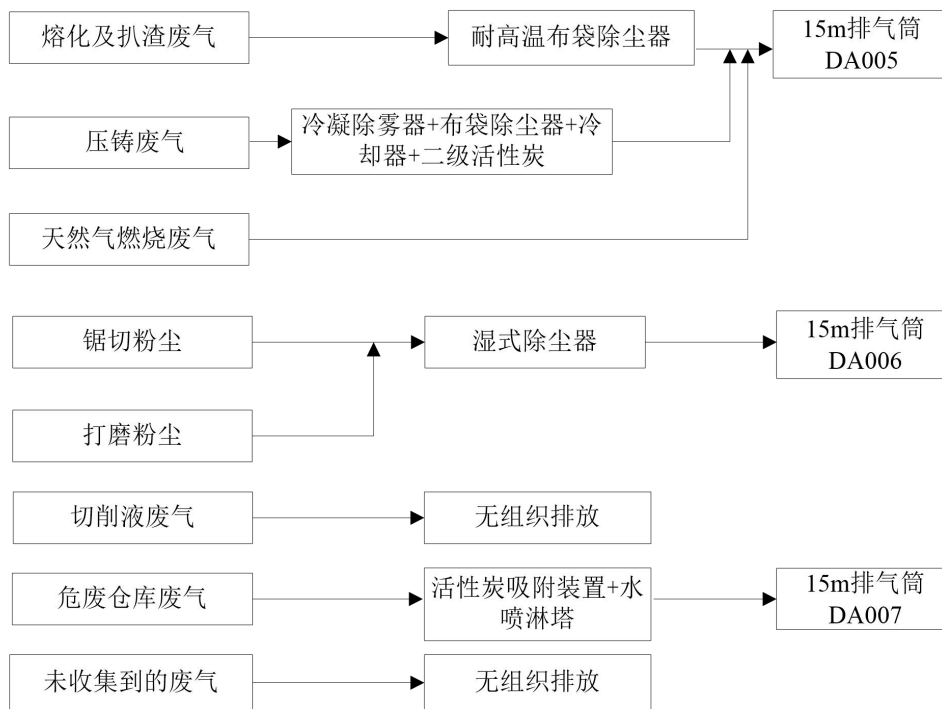 熔化及扒渣废气
耐高温布袋除尘器
15m排气筒
DA005
压铸废气
冷凝除雾器+布袋除尘器+冷
却器+二级活性炭
天然气燃烧废气
锯切粉尘
湿式除尘器
15m排气筒
DA006
打磨粉尘
切削液废气
无组织排放
危废仓库废气
活性炭吸附装置+水
喷淋塔
15m排气筒
DA007
未收集到的废气
无组织排放